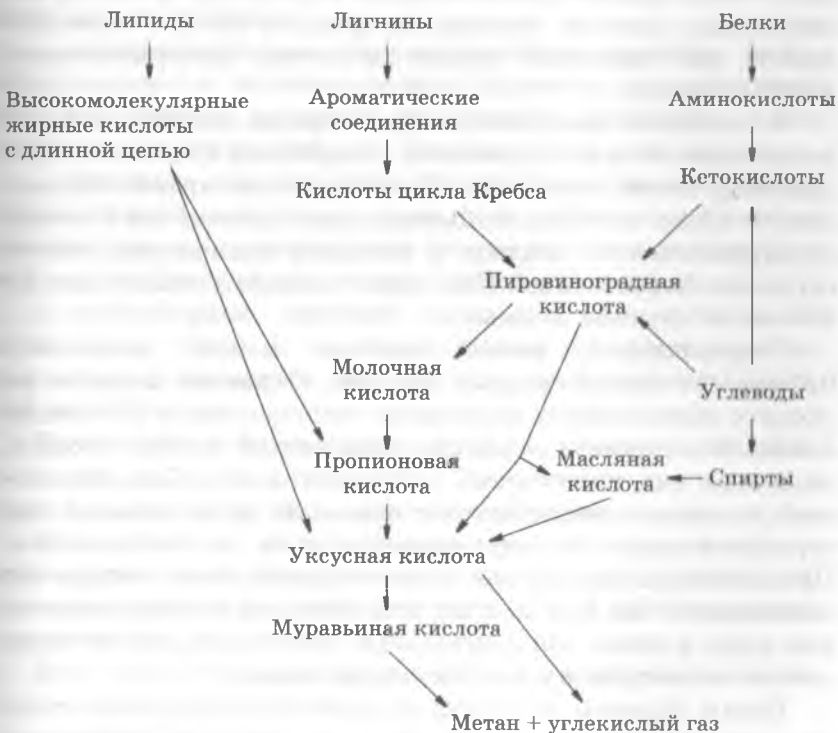 Липиды
Лигнины
Белки
Высокомолекулярные
жирные кислоты
с длинной цепью
Ароматические
соединения
Аминокислоты
Кислоты цикла Кребса
Кетокислоты
Пировиноградная
кислота
Молочная
кислота
Углеводы
Пропионовая
кислота
Масляная
кислота
Спирты
Уксусная кислота
Муравьиная кислота
Метан + углекислый газ